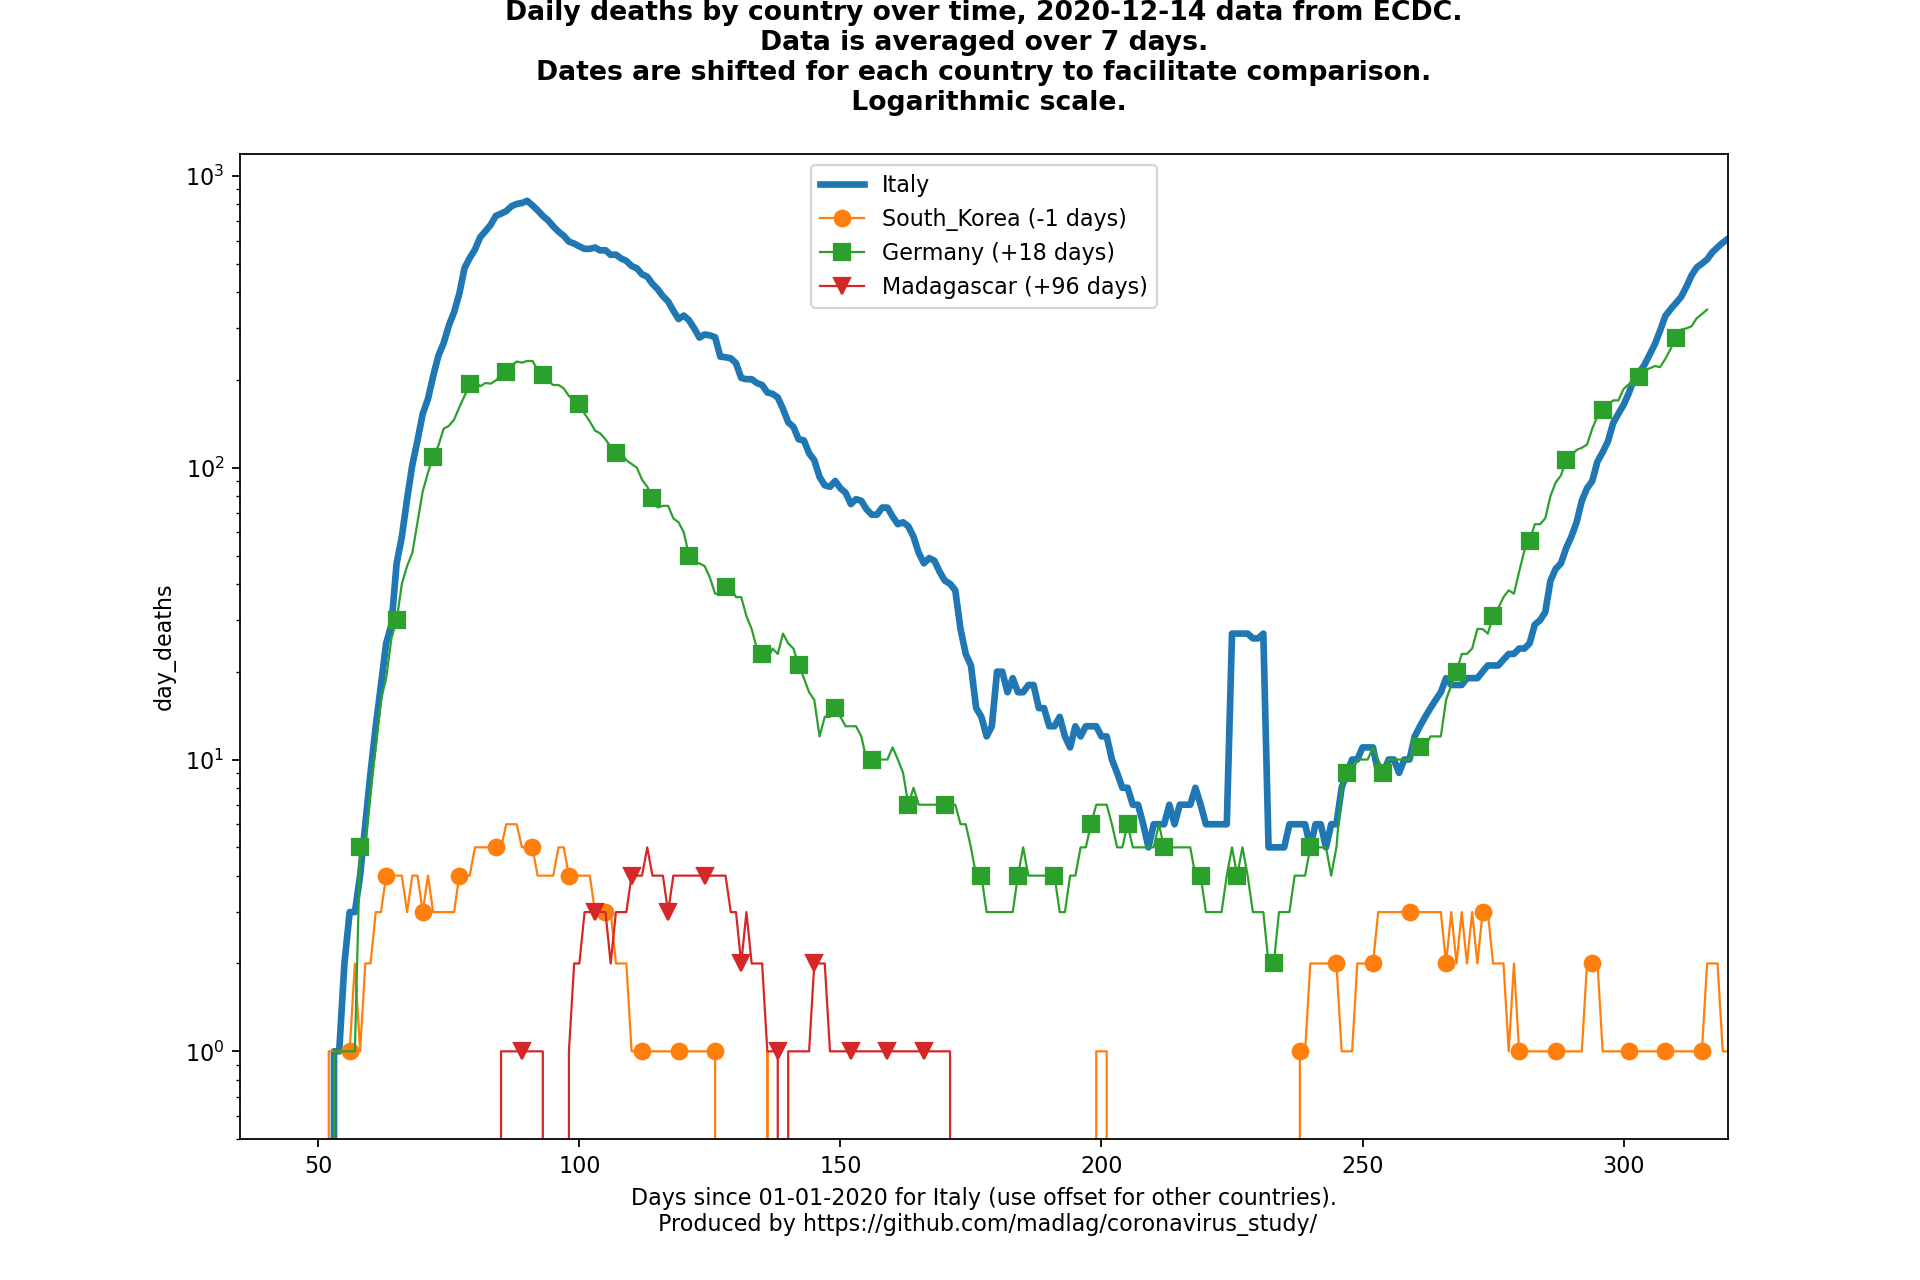 Daily deaths by country over time, 2020-12-14 data from ECDC.
Data is averaged over 7 days.
Dates are shifted for each country to facilitate comparison.
Logarithmic scale.
10³
10²
10¹
10⁰
day_deaths
Italy
South_Korea (-1 days)
Germany (+18 days)
Madagascar (+96 days)
50
100
150
200
250
300
Days since 01-01-2020 for Italy (use offset for other countries).
Produced by https://github.com/madlag/coronavirus_study/